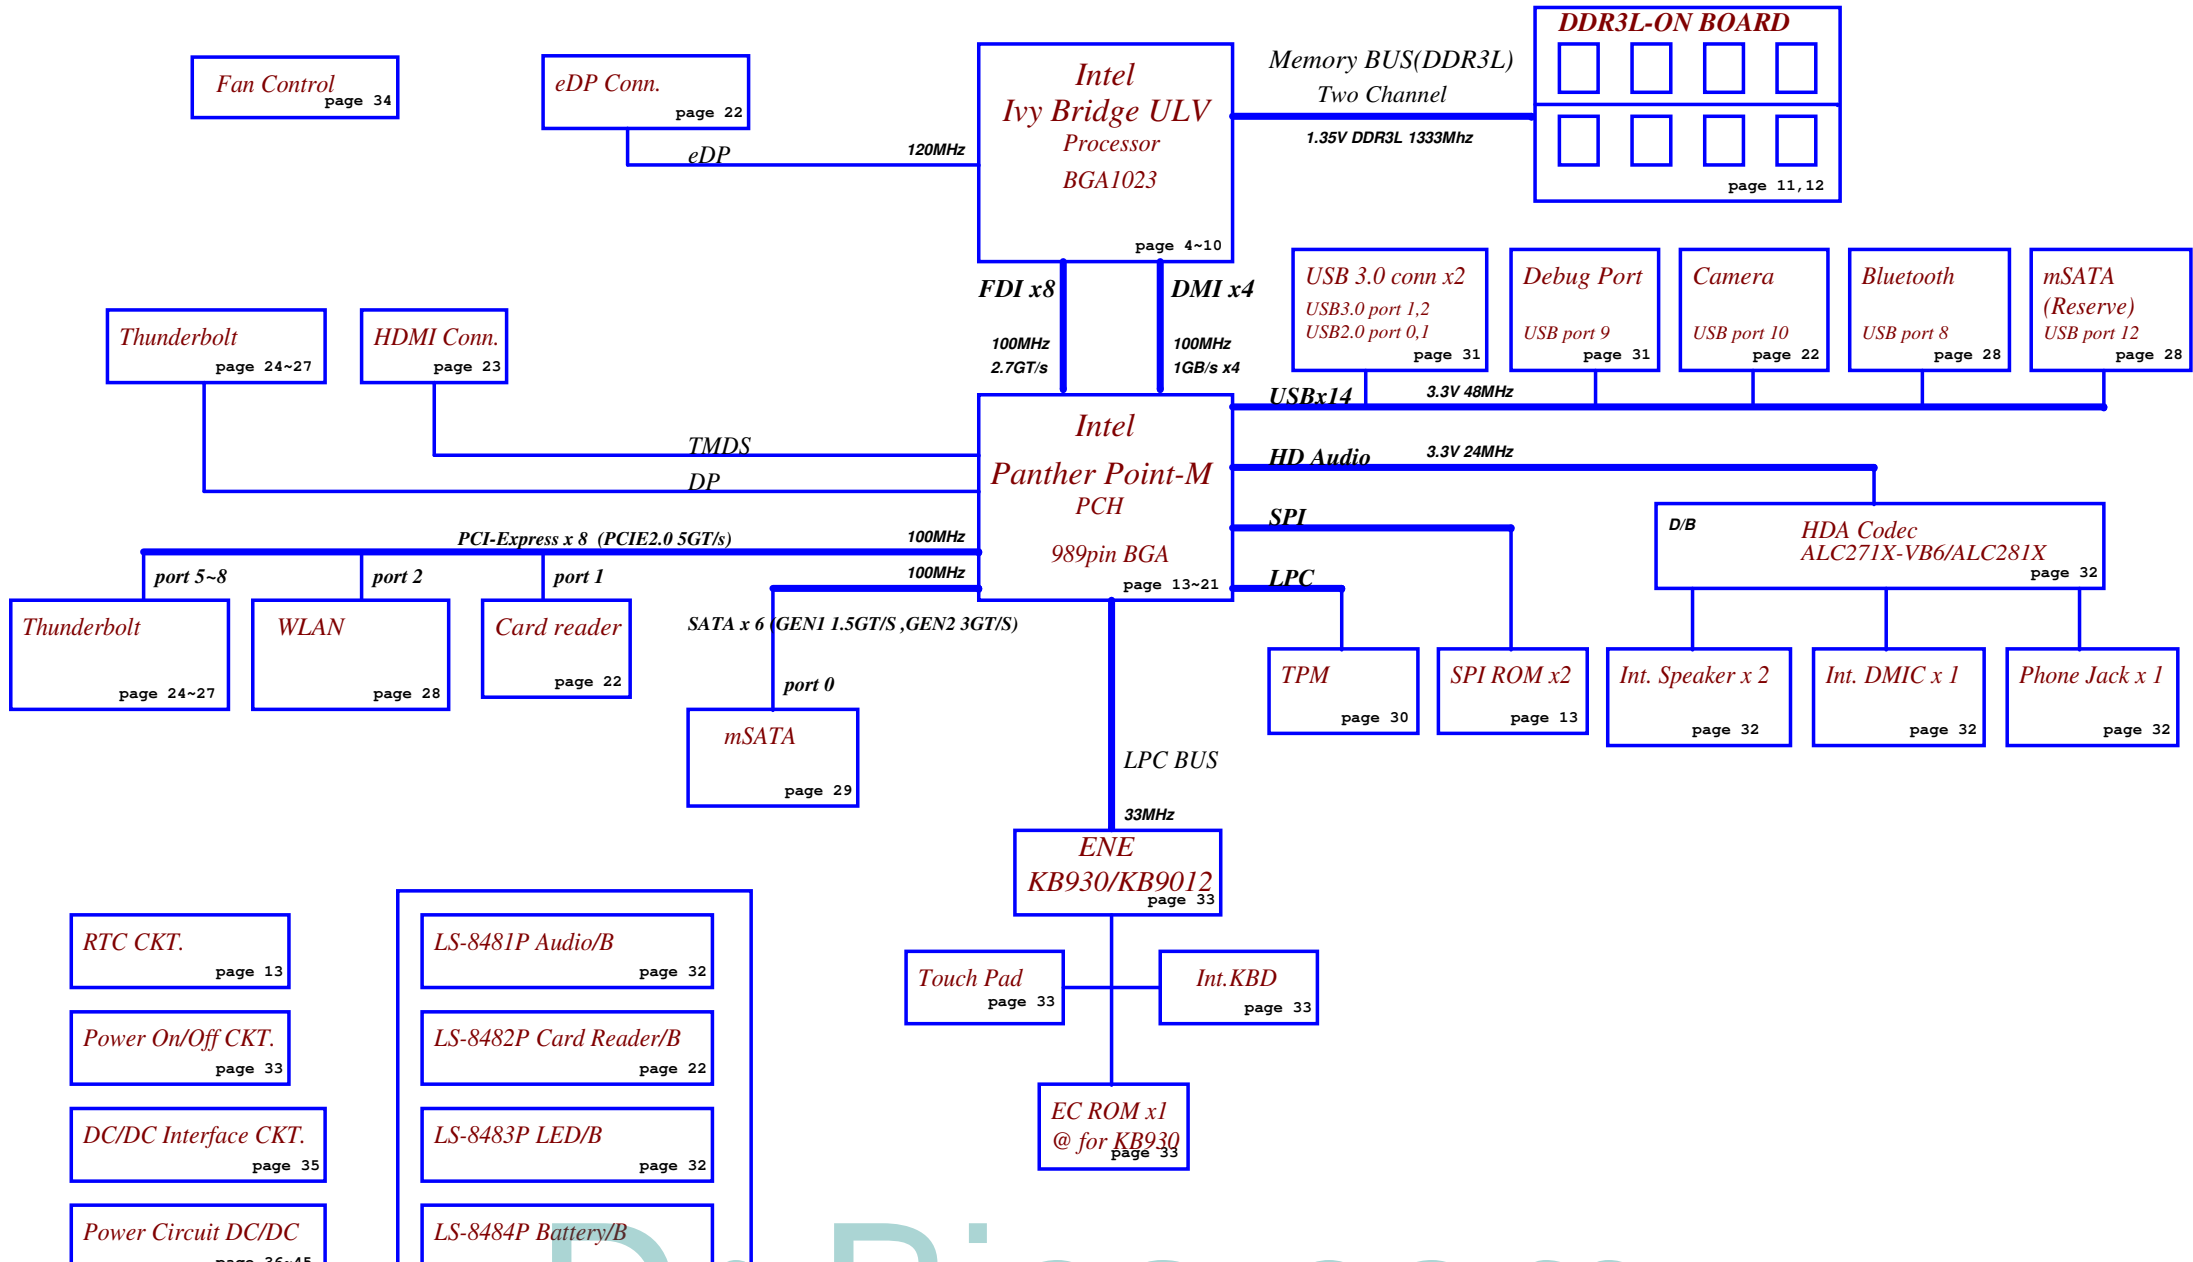 DDR3L-ON BOARD
page 11,12
Fan Control
page 34
eDP Conn.
page 22
eDP
120MHz
Intel
Ivy Bridge ULV
Processor
BGA1023
page 4~10
Memory BUS(DDR3L)
Two Channel
1.35V DDR3L 1333Mhz
FDI x8
DMI x4
100MHz
2.7GT/s
100MHz
1GB/s x4
USB 3.0 conn x2
USB3.0 port 1,2
USB2.0 port 0,1
page 31
Debug Port
USB port 9
page 31
Camera
USB port 10
page 22
Bluetooth
USB port 8
page 28
mSATA
(Reserve)
USB port 12
page 28
Thunderbolt
page 24~27
HDMI Conn.
page 23
USBx14
3.3V 48MHz
TMDS
DP
Intel
Panther Point-M
PCH
989pin BGA
page 13~21
HD Audio
3.3V 24MHz
SPI
LPC
D/B
HDA Codec
ALC271X-VB6/ALC281X
page 32
PCI-Express x 8 (PCIE2.0 5GT/s)
100MHz
100MHz
port 5~8
port 2
port 1
Thunderbolt
page 24~27
WLAN
page 28
Card reader
page 22
SATA x 6 (GEN1 1.5GT/S ,GEN2 3GT/S)
port 0
mSATA
page 29
TPM
page 30
SPI ROM x2
page 13
Int. Speaker x 2
page 32
Int. DMIC x 1
page 32
Phone Jack x 1
page 32
LPC BUS
33MHz
ENE
KB930/KB9012
page 33
Touch Pad
page 33
Int.KBD
page 33
EC ROM x1
@ for KB930
page 33
RTC CKT.
page 13
Power On/Off CKT.
page 33
DC/DC Interface CKT.
page 35
Power Circuit DC/DC
page 36~45
LS-8481P Audio/B
page 32
LS-8482P Card Reader/B
page 22
LS-8483P LED/B
page 32
LS-8484P Battery/B